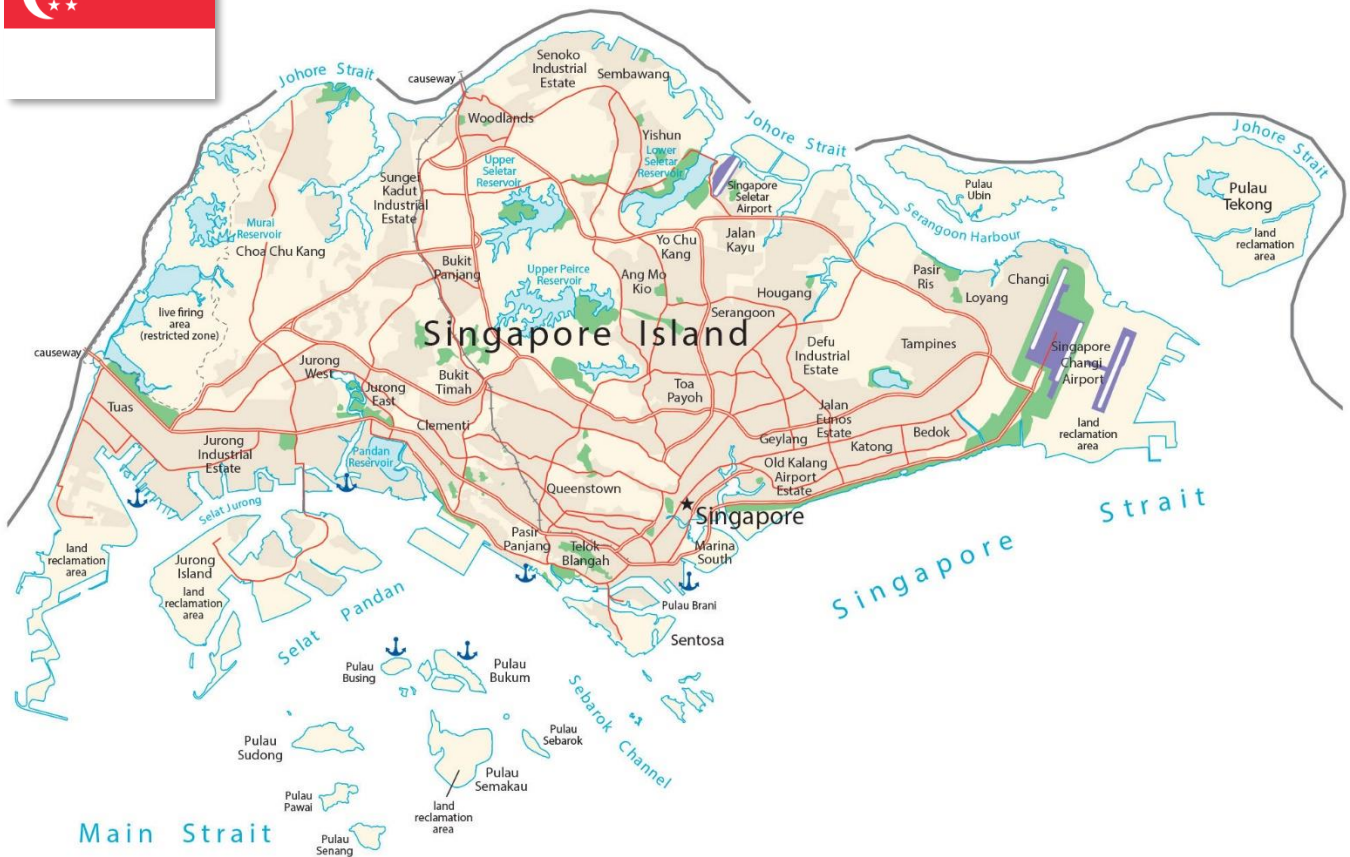 Johore Strait
causeway
Senoko
Industrial
Estate
Sembawang
Woodlands
Yishun
Johore Strait
Johore Strait
Upper
Seletar
Reservoir
Lower
Seletar
Reservoir
Sungei
Kadut
Industrial
Estate
Singapore
Seletar
Airport
Pulau
Ubin
Pulau
Tekong
land
reclamation
area
Murai
Reservoir
Choa Chu Kang
Serangoon Harbour
Yo Chu
Kang
Jalan
Kayu
Bukit
Panjang
Upper Peirce
Reservoir
Ang Mo
Kio
Pasir
Ris
Changi
Loyang
Hougang
live firing
area
(restricted zone)
Serangoon
Singapore Island
causeway
Defu
Industrial
Estate
Tampines
Singapore
Changi
Airport
Jurong
West
Jurong
East
Bukit
Timah
Toa
Payoh
Tuas
Clementi
Jalan
Eunos
Estate
Geylang
Katong
Bedok
land
reclamation
area
Jurong
Industrial
Estate
Pandan
Reservoir
Old Kalang
Airport
Estate
Queenstown
Selat Jurong
Singapore
Singapore Strait
Pasir
Panjang
Telok
Blangah
Marina
South
land
reclamation
area
Jurong
Island
land
reclamation
area
Selat Pandan
Pulau Brani
Sentosa
Pulau
Busing
Pulau
Bukum
Sebarok Channel
Pulau
Sudong
Pulau
Sebarok
Pulau
Semakau
Pulau
Pawai
land
reclamation
area
Main Strait
Pulau
Senang